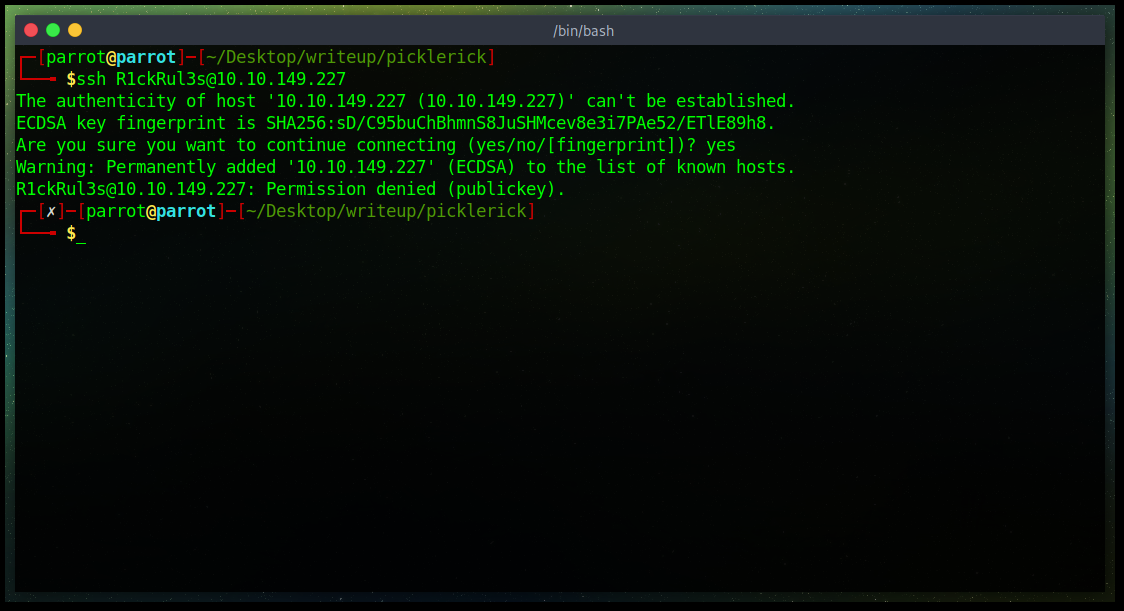 /bin/bash
┌─[parrot@parrot]─[~/Desktop/writeup/picklerick]
└──╼ $ssh R1ckRul3s@10.10.149.227
The authenticity of host '10.10.149.227 (10.10.149.227)' can't be established.
ECDSA key fingerprint is SHA256:sD/C95buChBhmnS8JuSHMcev8e3i7PAe52/ETlE89h8.
Are you sure you want to continue connecting (yes/no/[fingerprint])? yes
Warning: Permanently added '10.10.149.227' (ECDSA) to the list of known hosts.
R1ckRul3s@10.10.149.227: Permission denied (publickey).
┌─[✗]─[parrot@parrot]─[~/Desktop/writeup/picklerick]
└──╼ $_